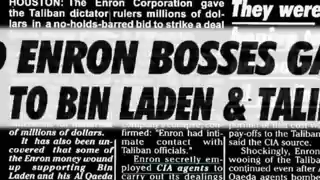 HOUSTON: The Enron Corporation gave
the Taliban dictator rulers millions of dol-
lars in a no-holds-barred bid to strike a deal
They were
ENRON BOSSES GA
TO BIN LADEN & TALI
of millions of dollars.
It has also been un-
covered that some of
the Enron money wound
up supporting Bin
Laden and his Al Qaeda
firmed: "Enron had inti-
mate contact with
Taliban officials."
Enron secretly em-
ployed CIA agents to
carry out its dealings
pay-offs to the Taliban
said the CIA source.
Shockingly, Enron
wooing of the Taliban
continued even after
Qaeda agents bombed